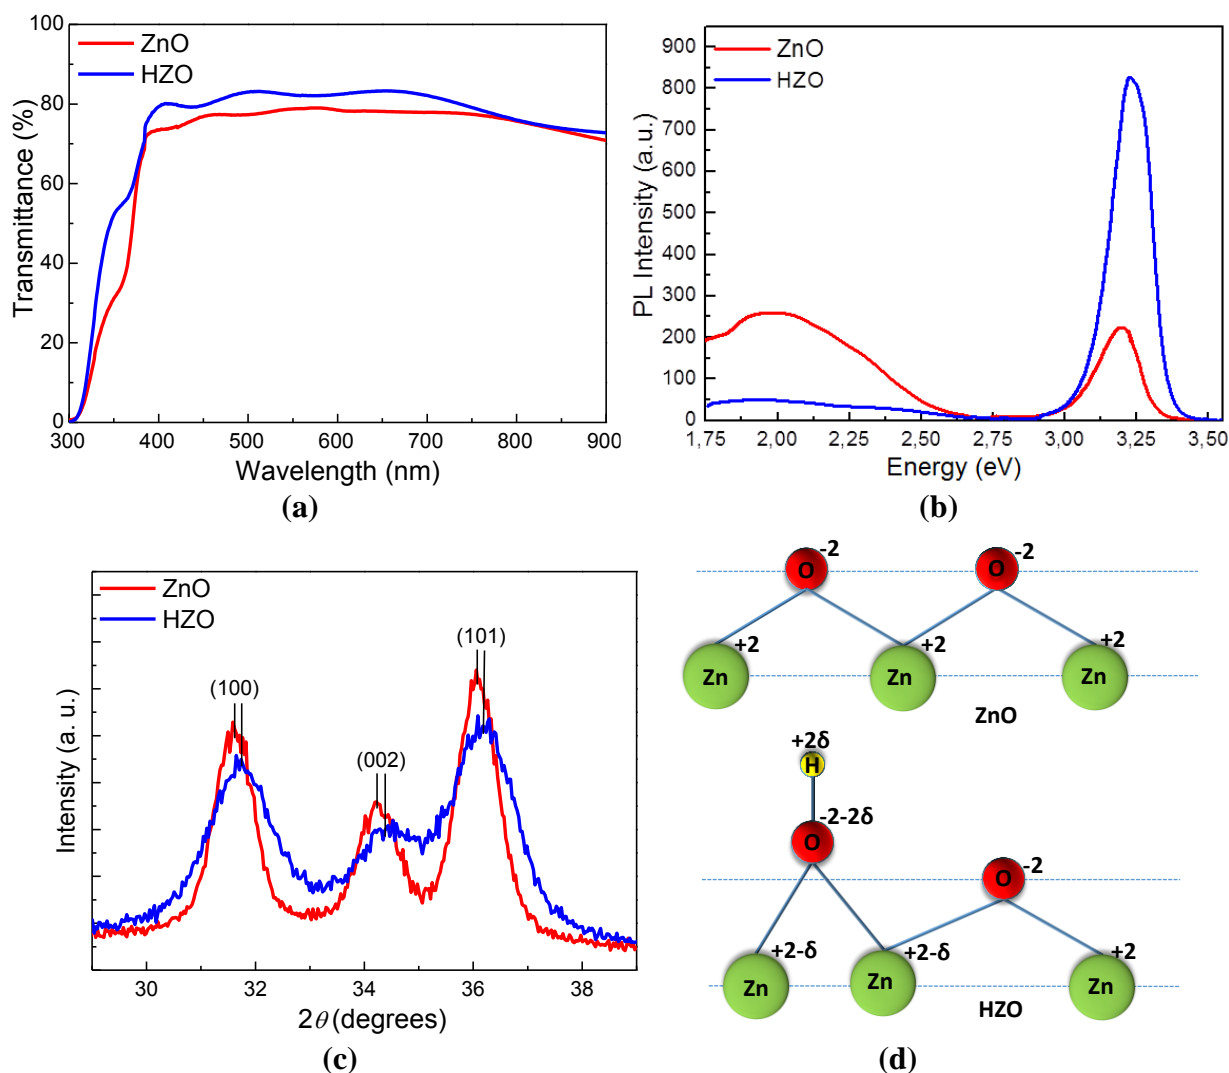 100
80
60
40
20
0
Transmittance (%)
ZnO
HZO
300 400 500 600 700 800 900
Wavelength (nm)
(a)
900
800
700
600
500
400
300
200
100
0
PL Intensity (a.u.)
ZnO
HZO
1,75 2,00 2,25 2,50 2,75 3,00 3,25 3,50
Energy (eV)
(b)
ZnO
HZO
(100)
(002)
(101)
Intensity (a. u.)
30 32 34 36 38
2θ (degrees)
(c)
O -2 O -2
Zn +2 Zn +2 Zn +2
ZnO
+2δ
H
O -2-2δ
O -2
Zn +2-δ Zn +2-δ Zn +2
HZO
(d)